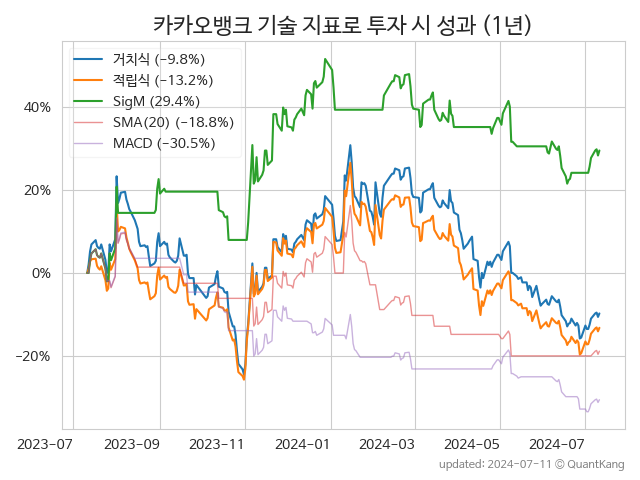 카카오뱅크 기술 지표로 투자 시 성과 (1년)
거치식 (−9.8%)
적립식 (−13.2%)
SigM (29.4%)
SMA(20) (−18.8%)
MACD (−30.5%)
40%
20%
0%
−20%
2023-07 2023-09 2023-11 2024-01 2024-03 2024-05 2024-07
updated: 2024-07-11 © QuantKang